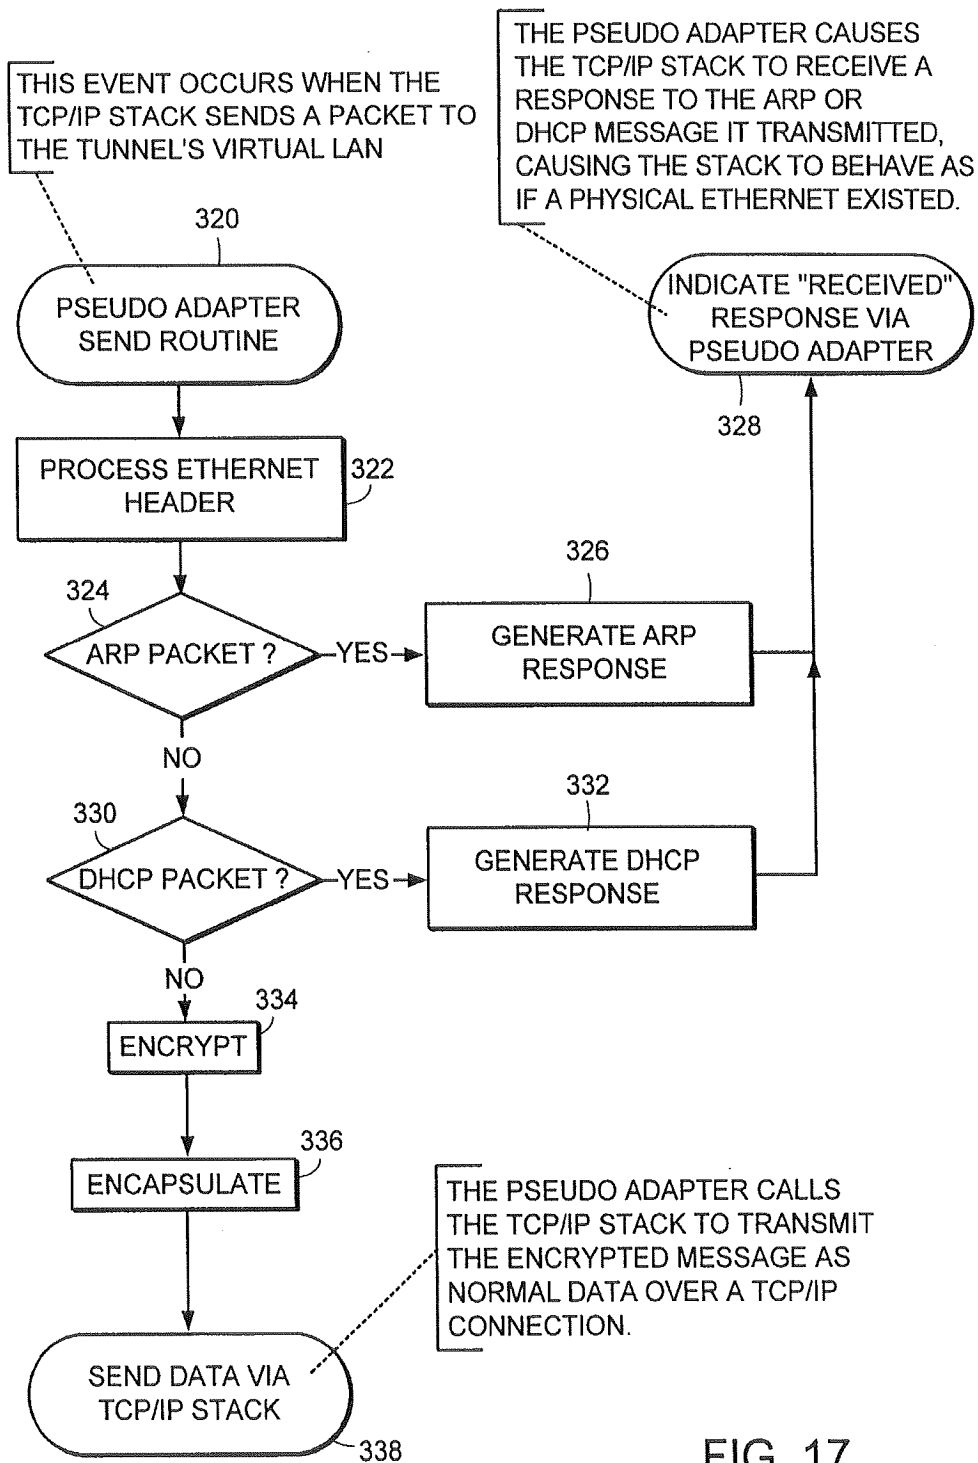 THE PSEUDO ADAPTER CAUSES
THE TCP/IP STACK TO RECEIVE A
RESPONSE TO THE ARP OR
DHCP MESSAGE IT TRANSMITTED,
CAUSING THE STACK TO BEHAVE AS
IF A PHYSICAL ETHERNET EXISTED.
THIS EVENT OCCURS WHEN THE
TCP/IP STACK SENDS A PACKET TO
THE TUNNEL'S VIRTUAL LAN
320
PSEUDO ADAPTER
SEND ROUTINE
INDICATE "RECEIVED"
RESPONSE VIA
PSEUDO ADAPTER
328
PROCESS ETHERNET
HEADER
322
324
ARP PACKET ?
YES
326
GENERATE ARP
RESPONSE
NO
330
DHCP PACKET ?
YES
332
GENERATE DHCP
RESPONSE
NO
334
ENCRYPT
336
ENCAPSULATE
THE PSEUDO ADAPTER CALLS
THE TCP/IP STACK TO TRANSMIT
THE ENCRYPTED MESSAGE AS
NORMAL DATA OVER A TCP/IP
CONNECTION.
SEND DATA VIA
TCP/IP STACK
338
FIG. 17